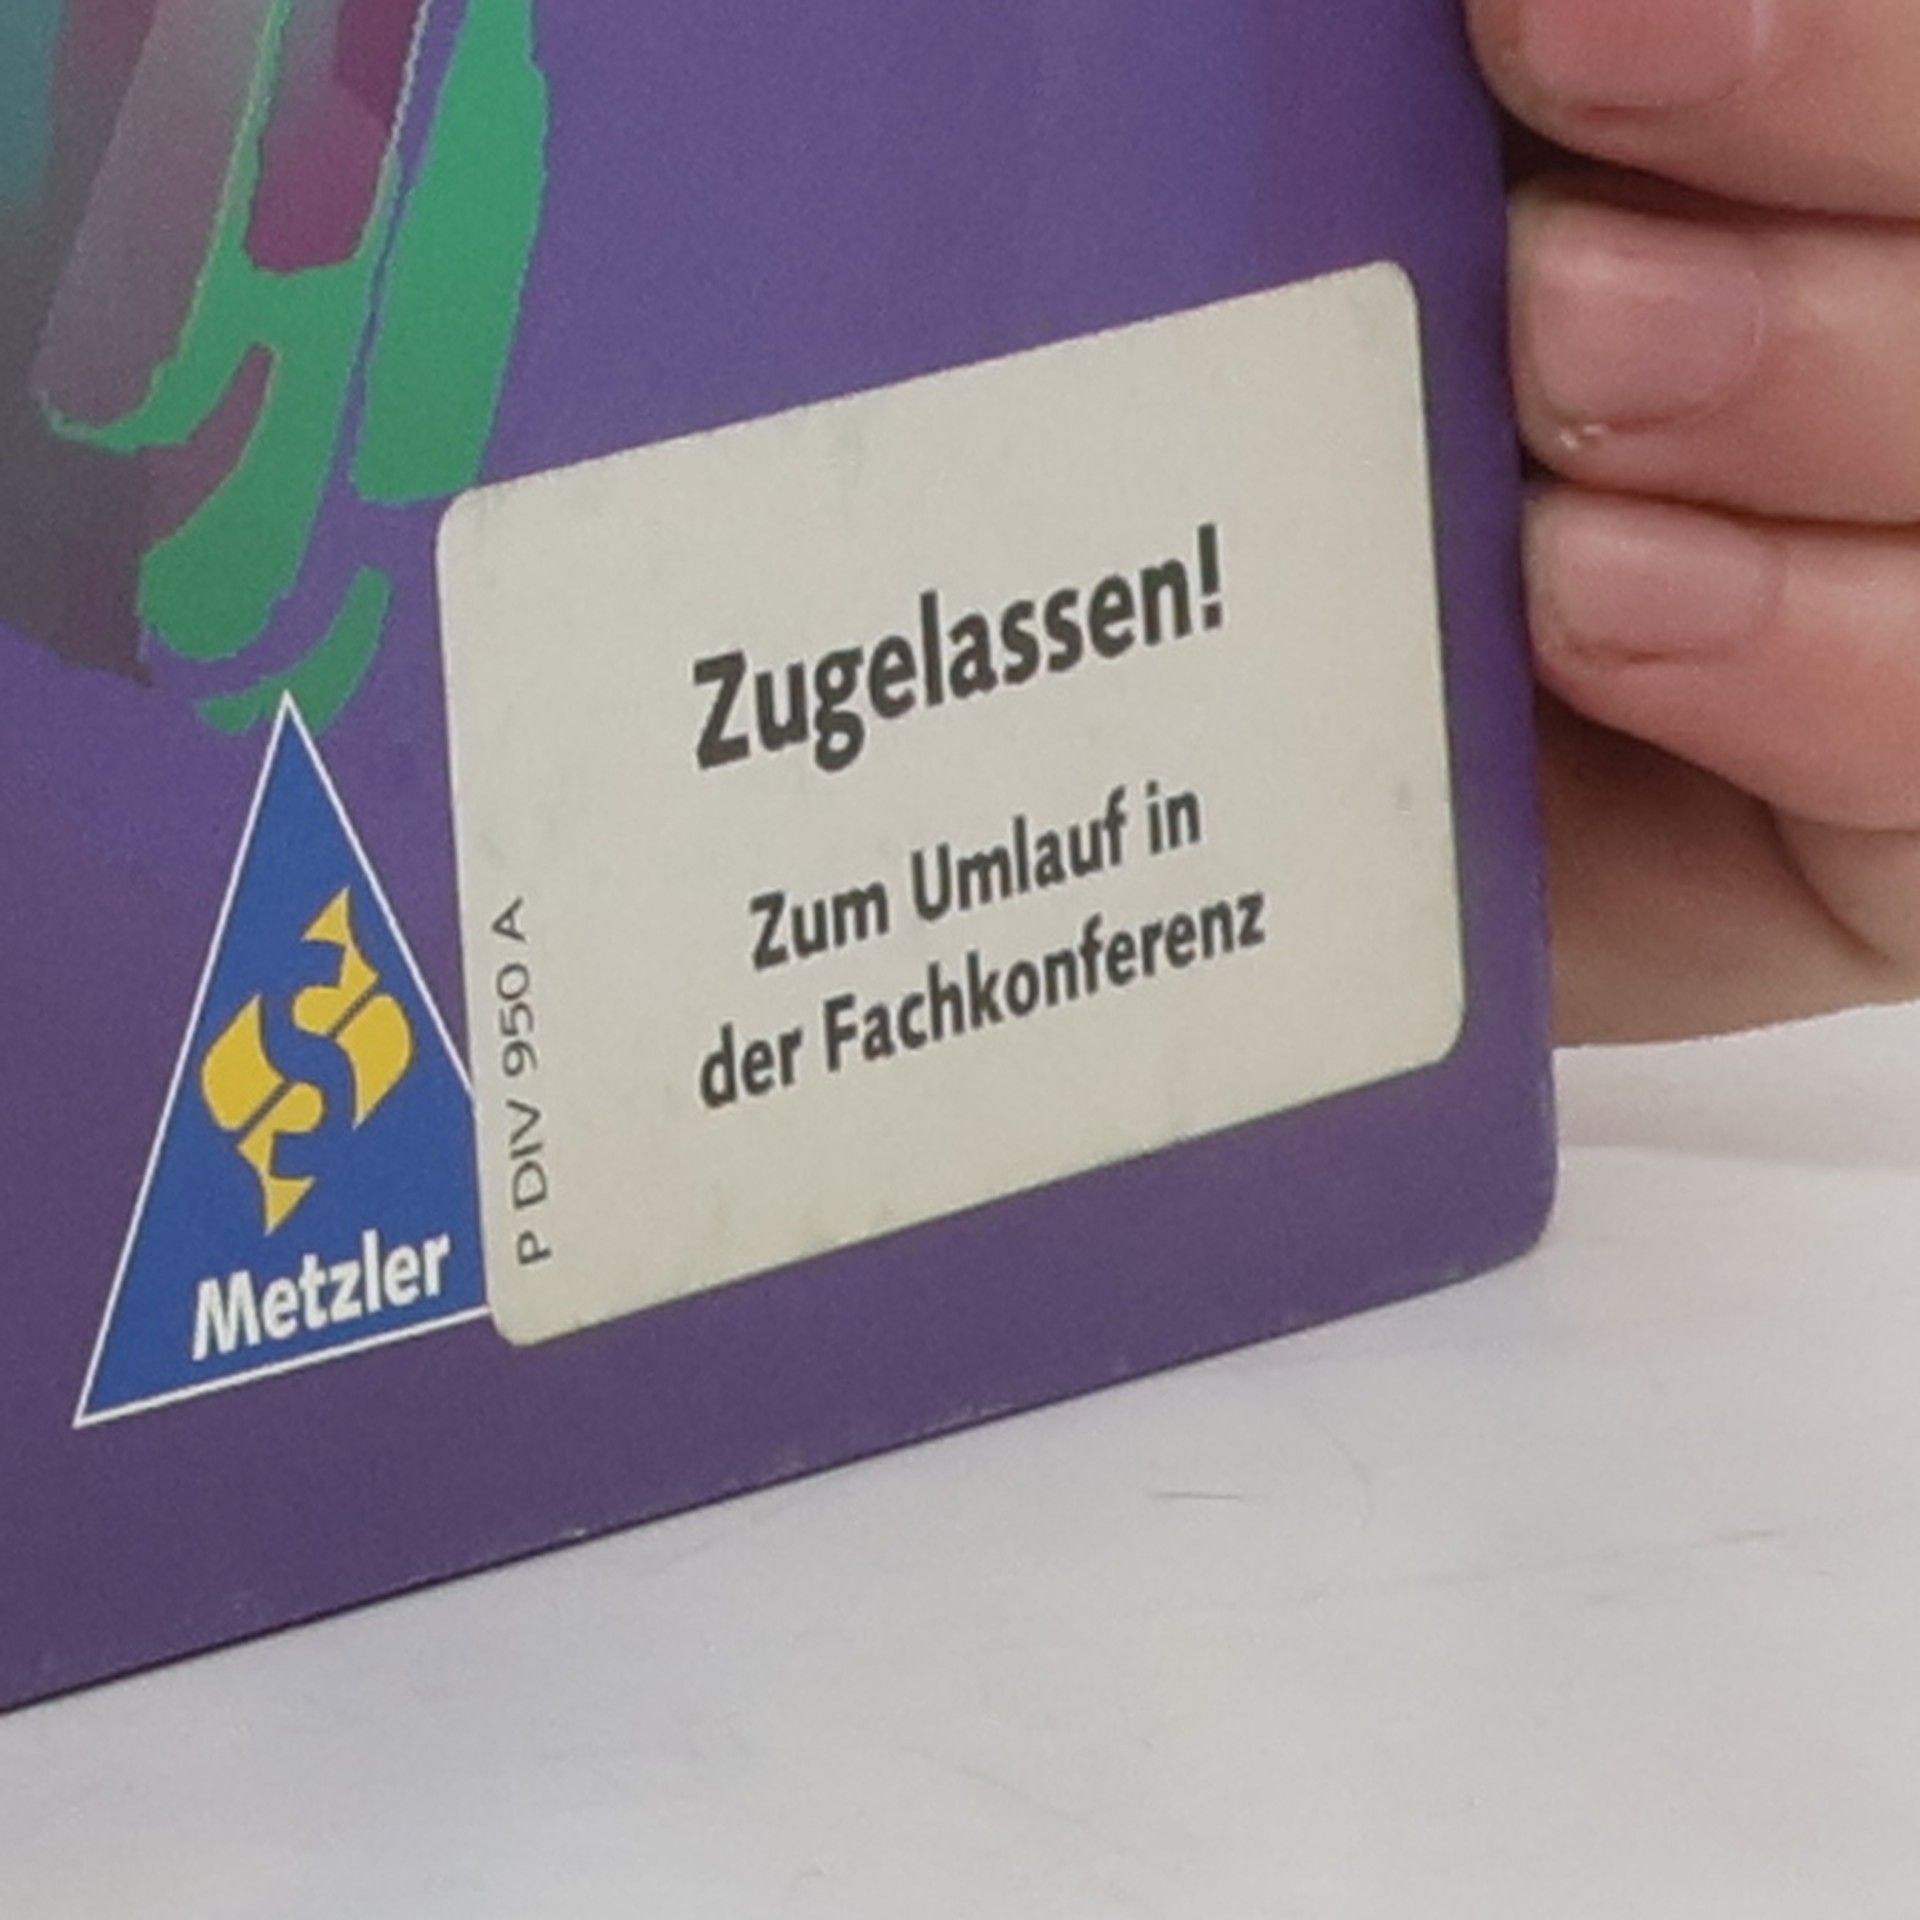 Zugelassen!
Zum Umlauf in
der Fachkonferenz
P DIV 950 A
Metzler